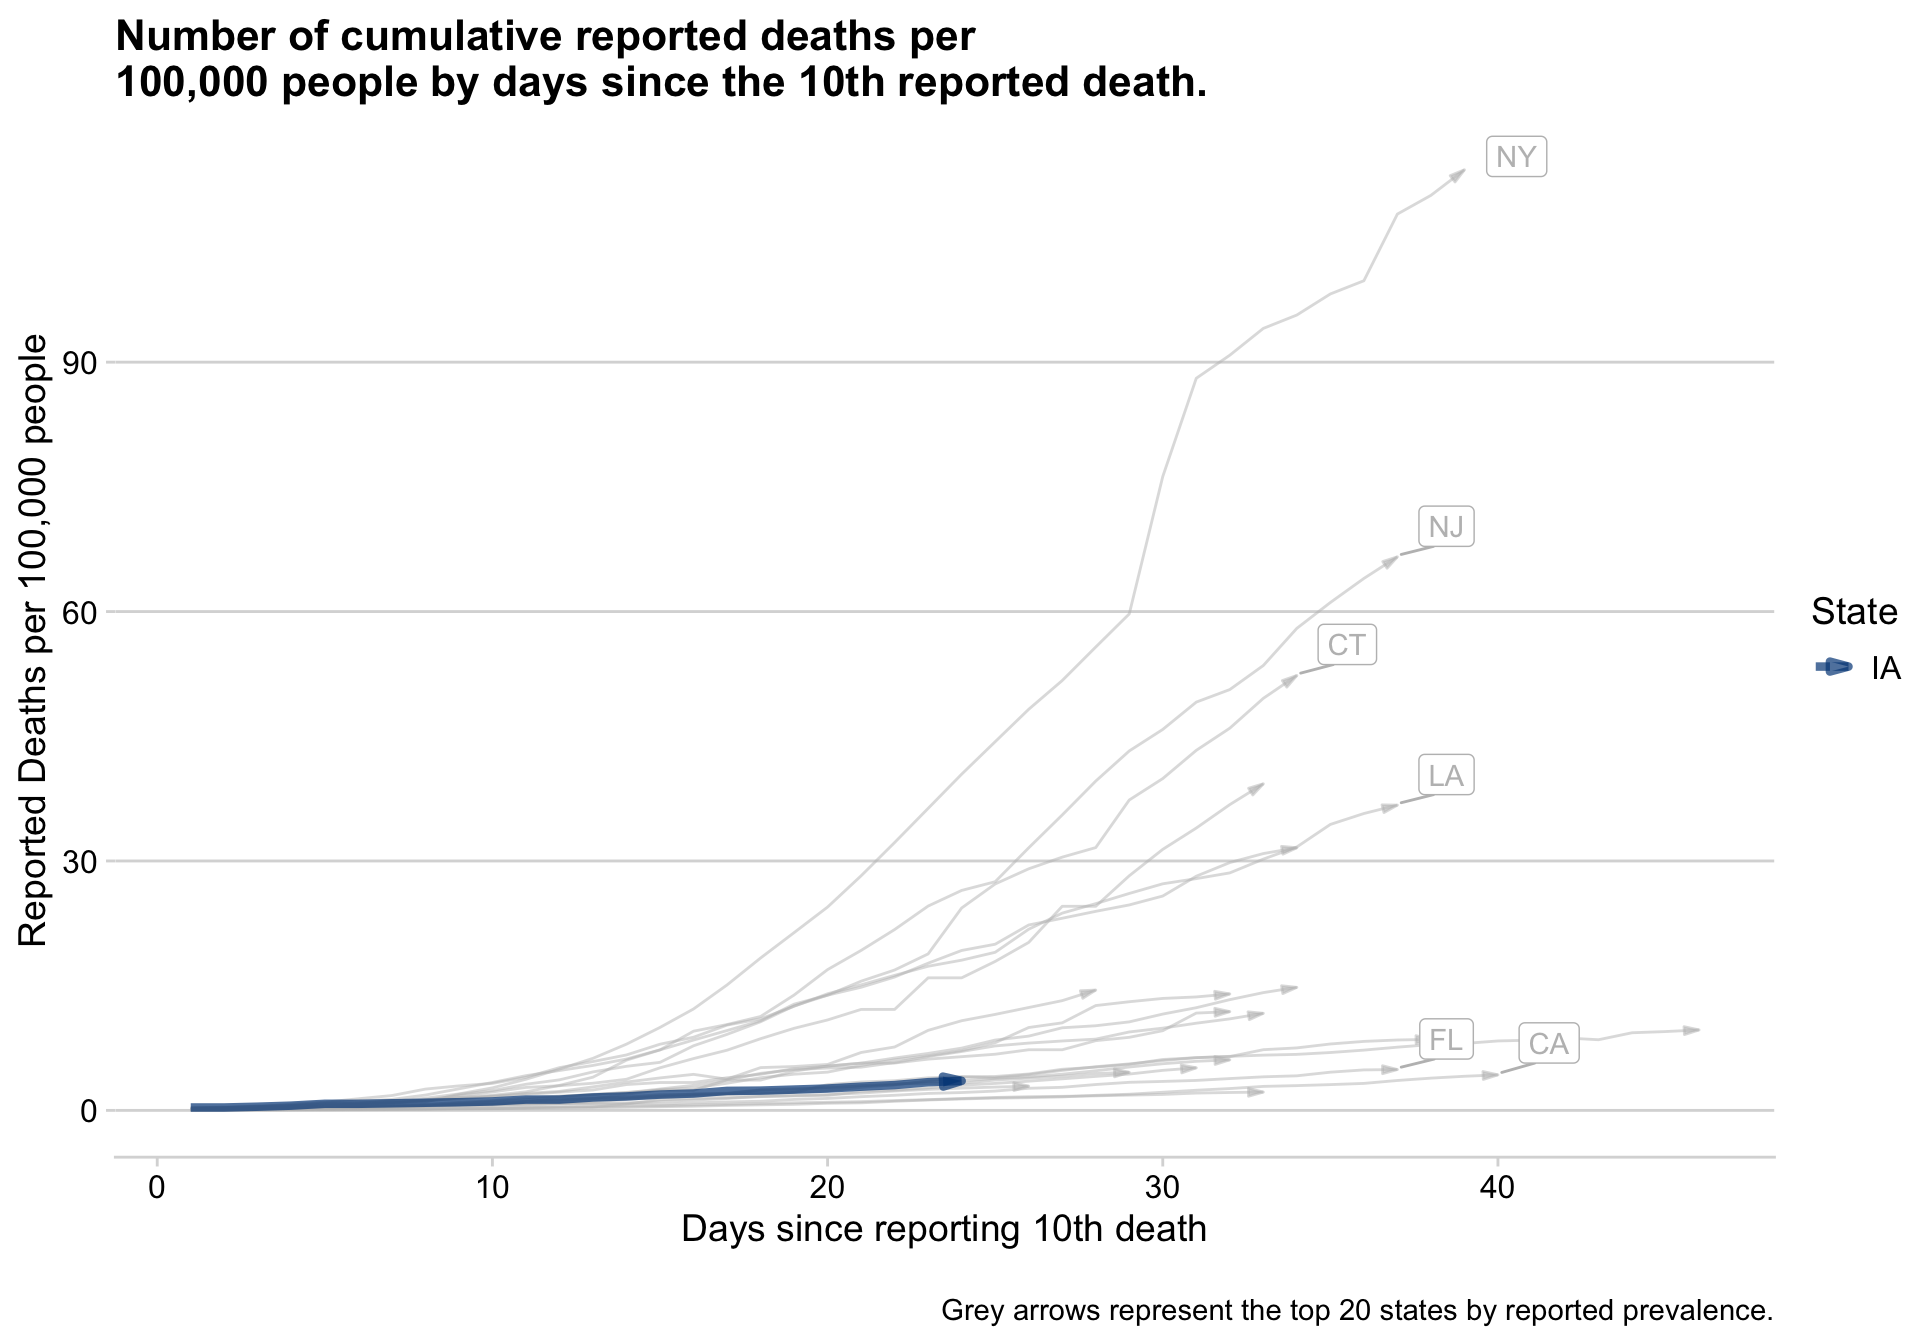 Number of cumulative reported deaths per
100,000 people by days since the 10th reported death.
NY
90
NJ
60
CT
LA
30
FL
CA
0
Reported Deaths per 100,000 people
State
IA
0
10
20
30
40
Days since reporting 10th death
Grey arrows represent the top 20 states by reported prevalence.